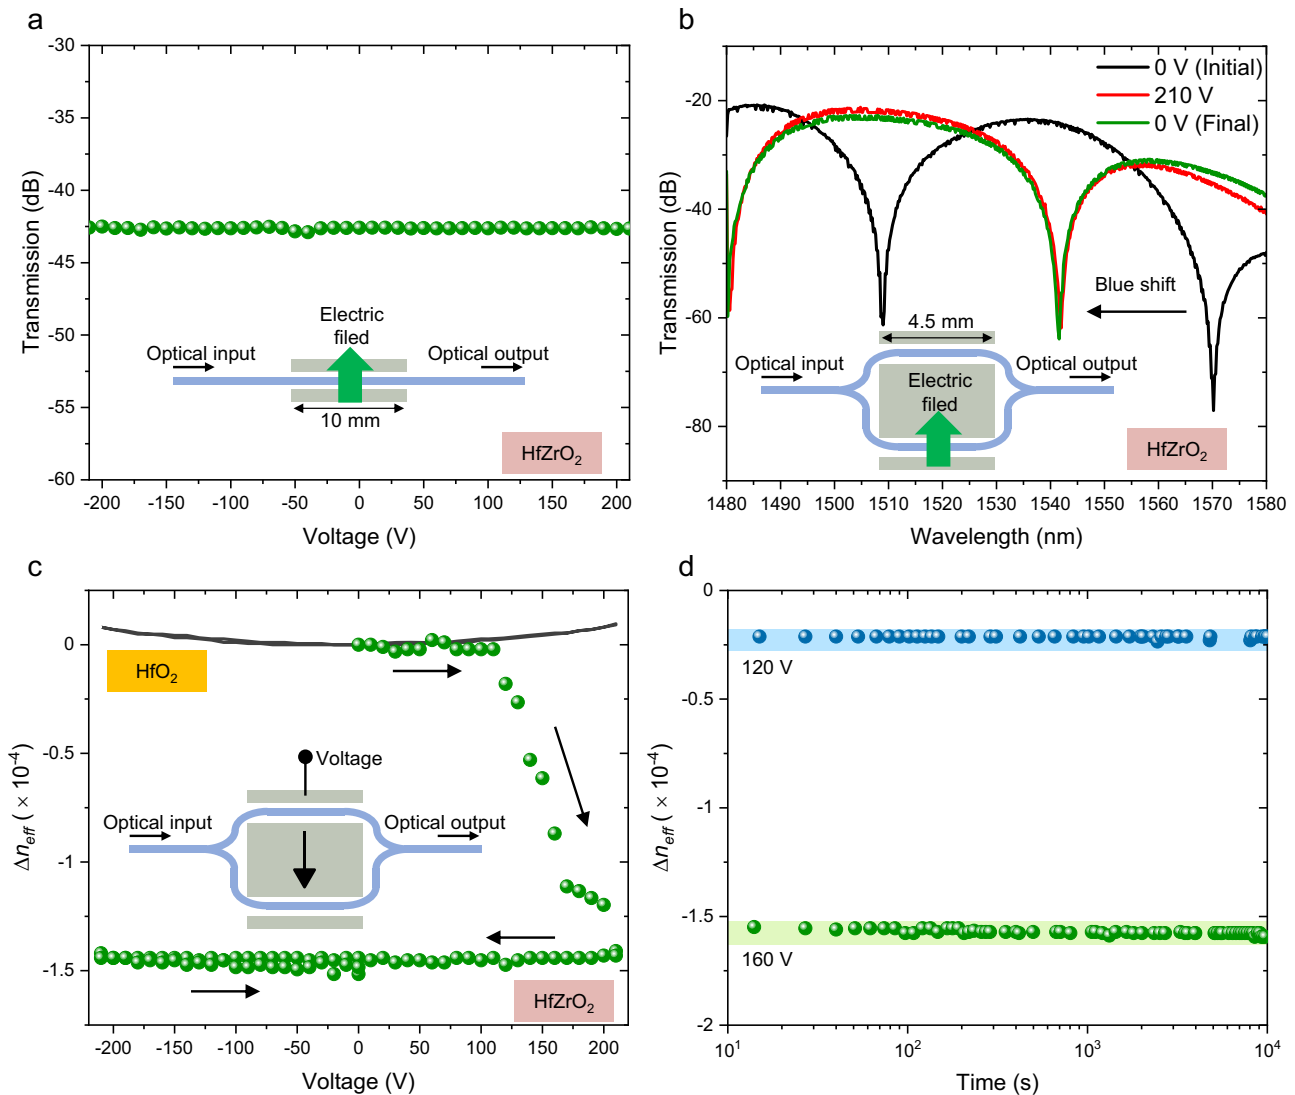 a
-30
-35
-40
-45
-50
-55
-60
Transmission (dB)
Electric
filed
Optical input
Optical output
10 mm
HfZrO₂
-200 -150 -100 -50 0 50 100 150 200
Voltage (V)
b
0 V (Initial)
210 V
0 V (Final)
-20
-40
-60
-80
Transmission (dB)
Blue shift
4.5 mm
Optical input
Optical output
Electric
filed
HfZrO₂
1480 1490 1500 1510 1520 1530 1540 1550 1560 1570 1580
Wavelength (nm)
c
0
-0.5
-1
-1.5
Δn_eff ( × 10⁻⁴)
HfO₂
Voltage
Optical input
Optical output
HfZrO₂
-200 -150 -100 -50 0 50 100 150 200
Voltage (V)
d
0
-0.5
-1
-1.5
-2
Δn_eff ( × 10⁻⁴)
120 V
160 V
10¹ 10² 10³ 10⁴
Time (s)